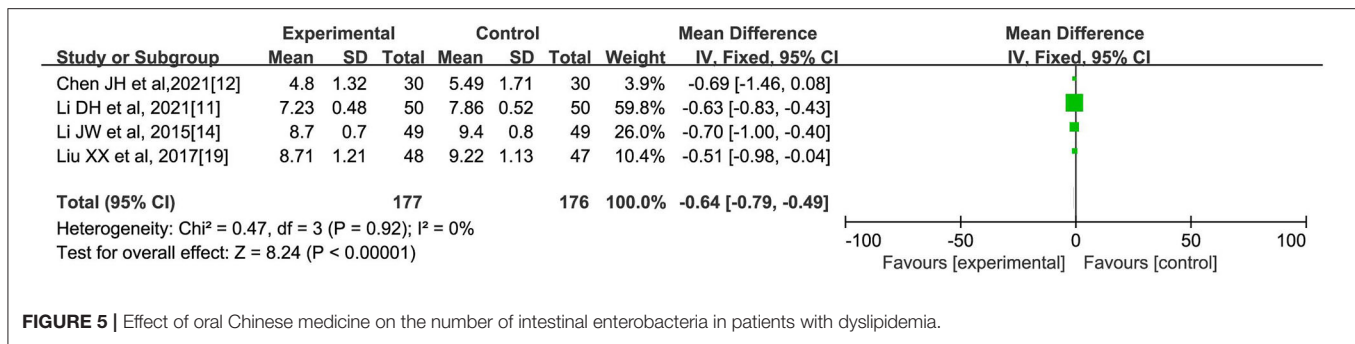 Experimental Control Mean Difference Mean Difference
Study or Subgroup Mean SD Total Mean SD Total Weight IV, Fixed, 95% CI IV, Fixed, 95% CI
Chen JH et al,2021[12] 4.8 1.32 30 5.49 1.71 30 3.9% -0.69 [-1.46, 0.08]
Li DH et al, 2021[11] 7.23 0.48 50 7.86 0.52 50 59.8% -0.63 [-0.83, -0.43]
Li JW et al, 2015[14] 8.7 0.7 49 9.4 0.8 49 26.0% -0.70 [-1.00, -0.40]
Liu XX et al, 2017[19] 8.71 1.21 48 9.22 1.13 47 10.4% -0.51 [-0.98, -0.04]
Total (95% CI) 177 176 100.0% -0.64 [-0.79, -0.49]
Heterogeneity: Chi² = 0.47, df = 3 (P = 0.92); I² = 0%
Test for overall effect: Z = 8.24 (P < 0.00001)
-100 -50 0 50 100
Favours [experimental] Favours [control]
FIGURE 5 | Effect of oral Chinese medicine on the number of intestinal enterobacteria in patients with dyslipidemia.